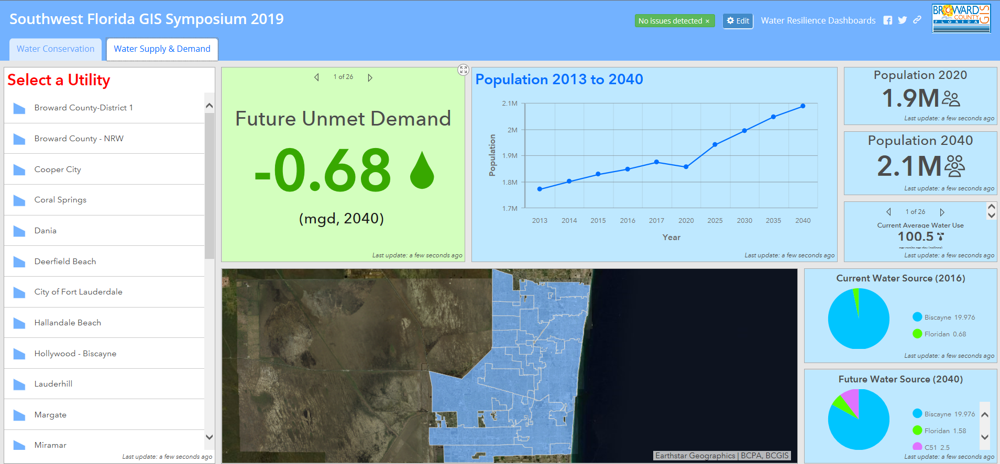 Southwest Florida GIS Symposium 2019
No issues detected ×
Edit
Water Resilience Dashboards
BROWARD
COUNTY
FLORIDA
GIS
Water Conservation
Water Supply & Demand
Select a Utility
Broward County-District 1
Broward County - NRW
Cooper City
Coral Springs
Dania
Deerfield Beach
City of Fort Lauderdale
Hallandale Beach
Hollywood - Biscayne
Lauderhill
Margate
Miramar
Last update: a few seconds ago
1 of 26
Future Unmet Demand
-0.68
(mgd, 2040)
Last update: a few seconds ago
Population 2013 to 2040
2.1M
2M
1.9M
1.8M
1.7M
Population
2013 2014 2015 2016 2017 2020 2025 2030 2035 2040
Year
Last update: a few seconds ago
Population 2020
1.9M
Last update: a few seconds ago
Population 2040
2.1M
Last update: a few seconds ago
1 of 26
Current Average Water Use
100.5
per capita per day (gallons)
Last update: a few seconds ago
Earthstar Geographics | BCPA, BCGIS
Current Water Source (2016)
Biscayne 19.976
Floridan 0.68
Last update: a few seconds ago
Future Water Source (2040)
Biscayne 19.976
Floridan 1.58
C51 2.5
Last update: a few seconds ago